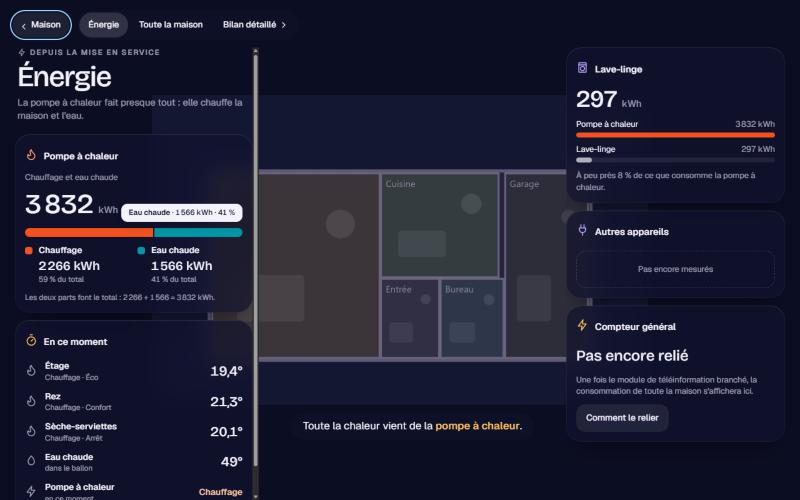 Maison
Énergie
Toute la maison
Bilan détaillé
DEPUIS LA MISE EN SERVICE
Énergie
La pompe à chaleur fait presque tout : elle chauffe la
maison et l'eau.
Pompe à chaleur
Chauffage et eau chaude
3 832 kWh
Eau chaude · 1 566 kWh · 41 %
Chauffage
2 266 kWh
59 % du total
Eau chaude
1 566 kWh
41 % du total
Les deux parts font le total : 2 266 + 1 566 = 3 832 kWh.
En ce moment
Étage
Chauffage · Éco
19,4°
Rez
Chauffage · Confort
21,3°
Sèche-serviettes
Chauffage · Arrêt
20,1°
Eau chaude
dans le ballon
49°
Pompe à chaleur
en ce moment
Chauffage
Cuisine
Garage
Entrée
Bureau
Toute la chaleur vient de la pompe à chaleur.
Lave-linge
297 kWh
Pompe à chaleur
3 832 kWh
Lave-linge
297 kWh
À peu près 8 % de ce que consomme la pompe à
chaleur.
Autres appareils
Pas encore mesurés
Compteur général
Pas encore relié
Une fois le module de téléinformation branché, la
consommation de toute la maison s'affichera ici.
Comment le relier